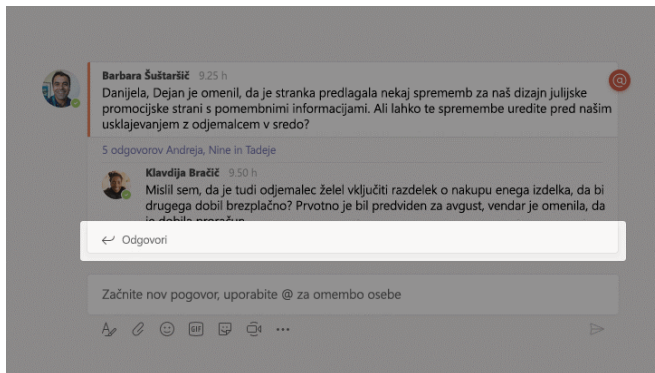 Barbara Šuštaršič 9.25 h
Danijela, Dejan je omenil, da je stranka predlagala nekaj sprememb za naš dizajn julijske
promocijske strani s pomembnimi informacijami. Ali lahko te spremembe uredite pred našim
usklajevanjem z odjemalcem v sredo?
5 odgovorov Andreja, Nine in Tadeje
Klavdija Bračič 9.50 h
Mislil sem, da je tudi odjemalec želel vključiti razdelek o nakupu enega izdelka, da bi
drugega dobil brezplačno? Prvotno je bil predviden za avgust, vendar je omenila, da
je dobila proračun
Odgovori
Začnite nov pogovor, uporabite @ za omembo osebe
GIF